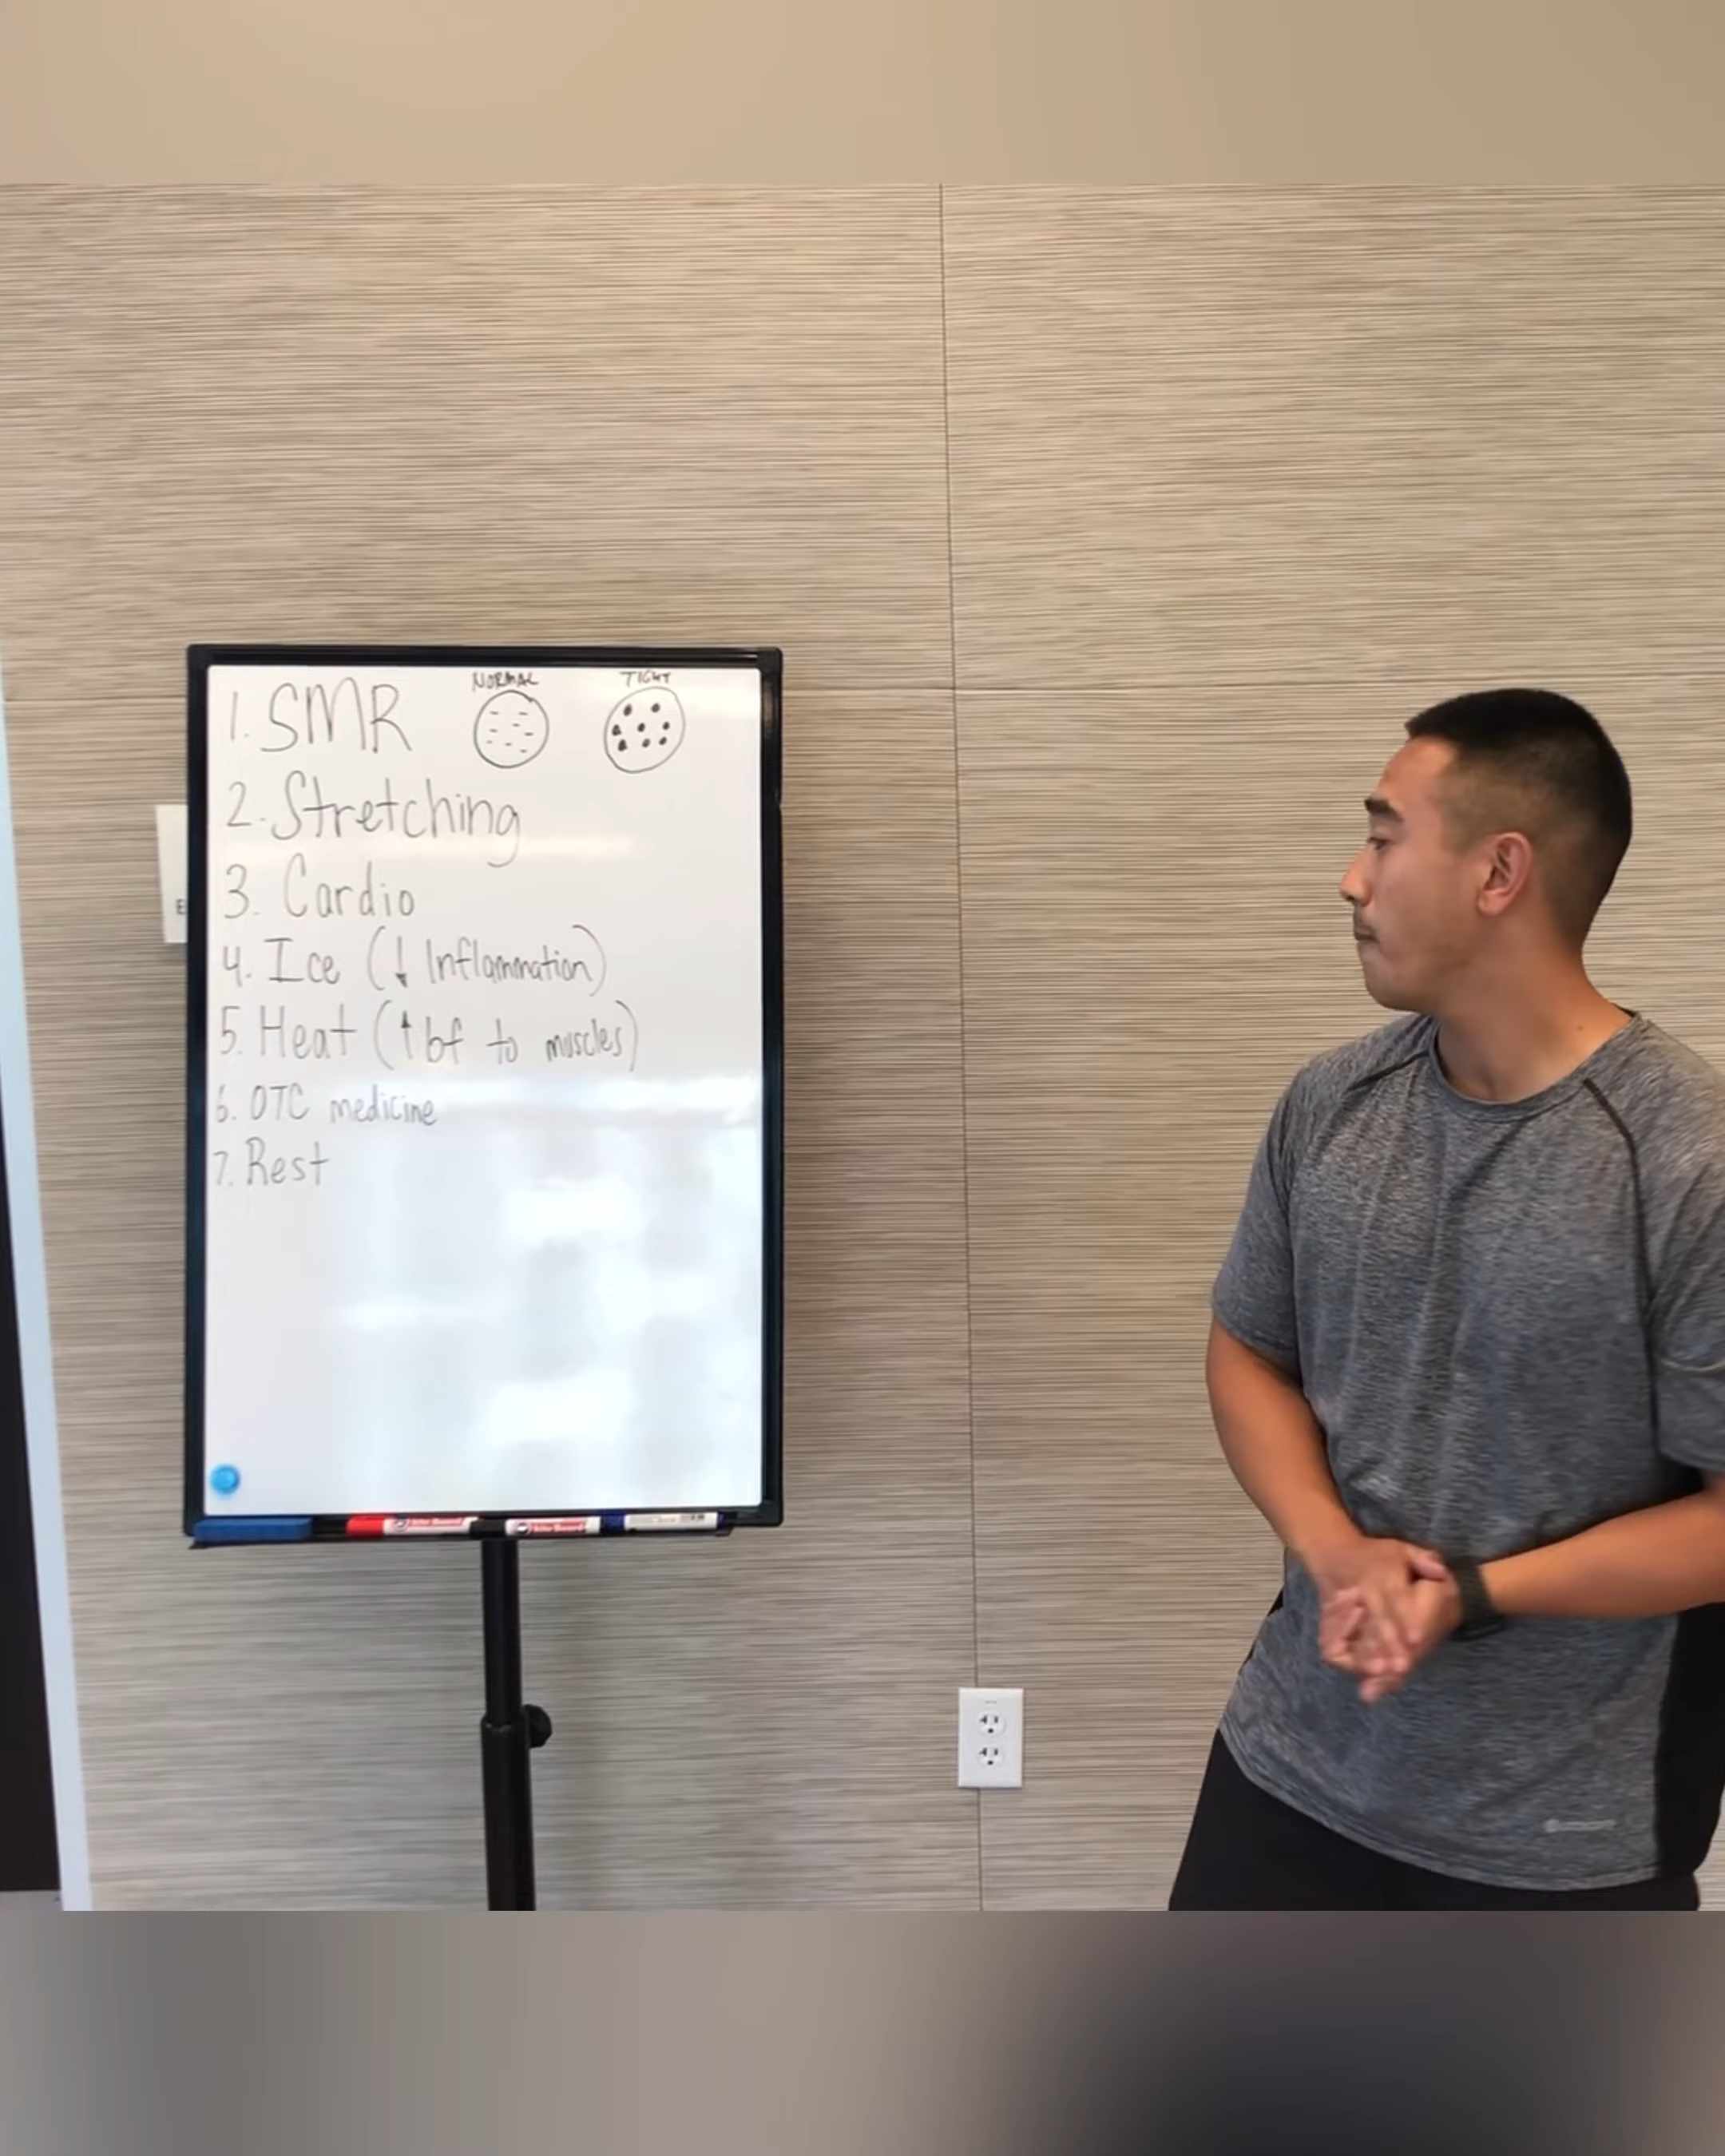 NORMAL TIGHT
1. SMR
2. Stretching
3. Cardio
4. Ice (↓ Inflammation)
5. Heat (↑ bf to muscles)
6. OTC medicine
7. Rest
E